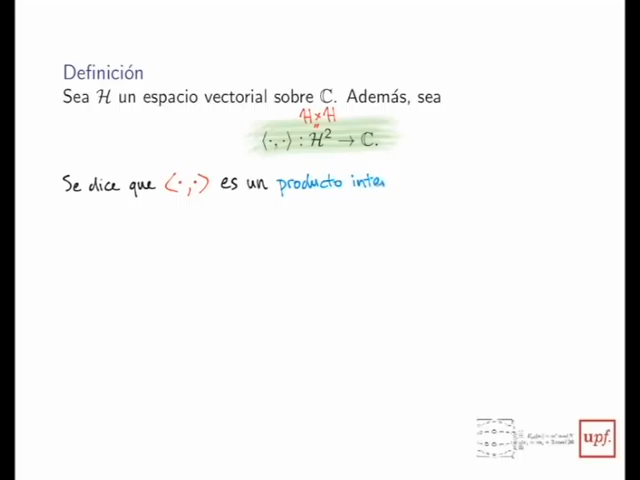 Definición
Sea ℋ un espacio vectorial sobre ℂ. Además, sea
ℋ×ℋ
⟨·,·⟩ : ℋ² → ℂ.
Se dice que ⟨·,·⟩ es un producto inte
upf.